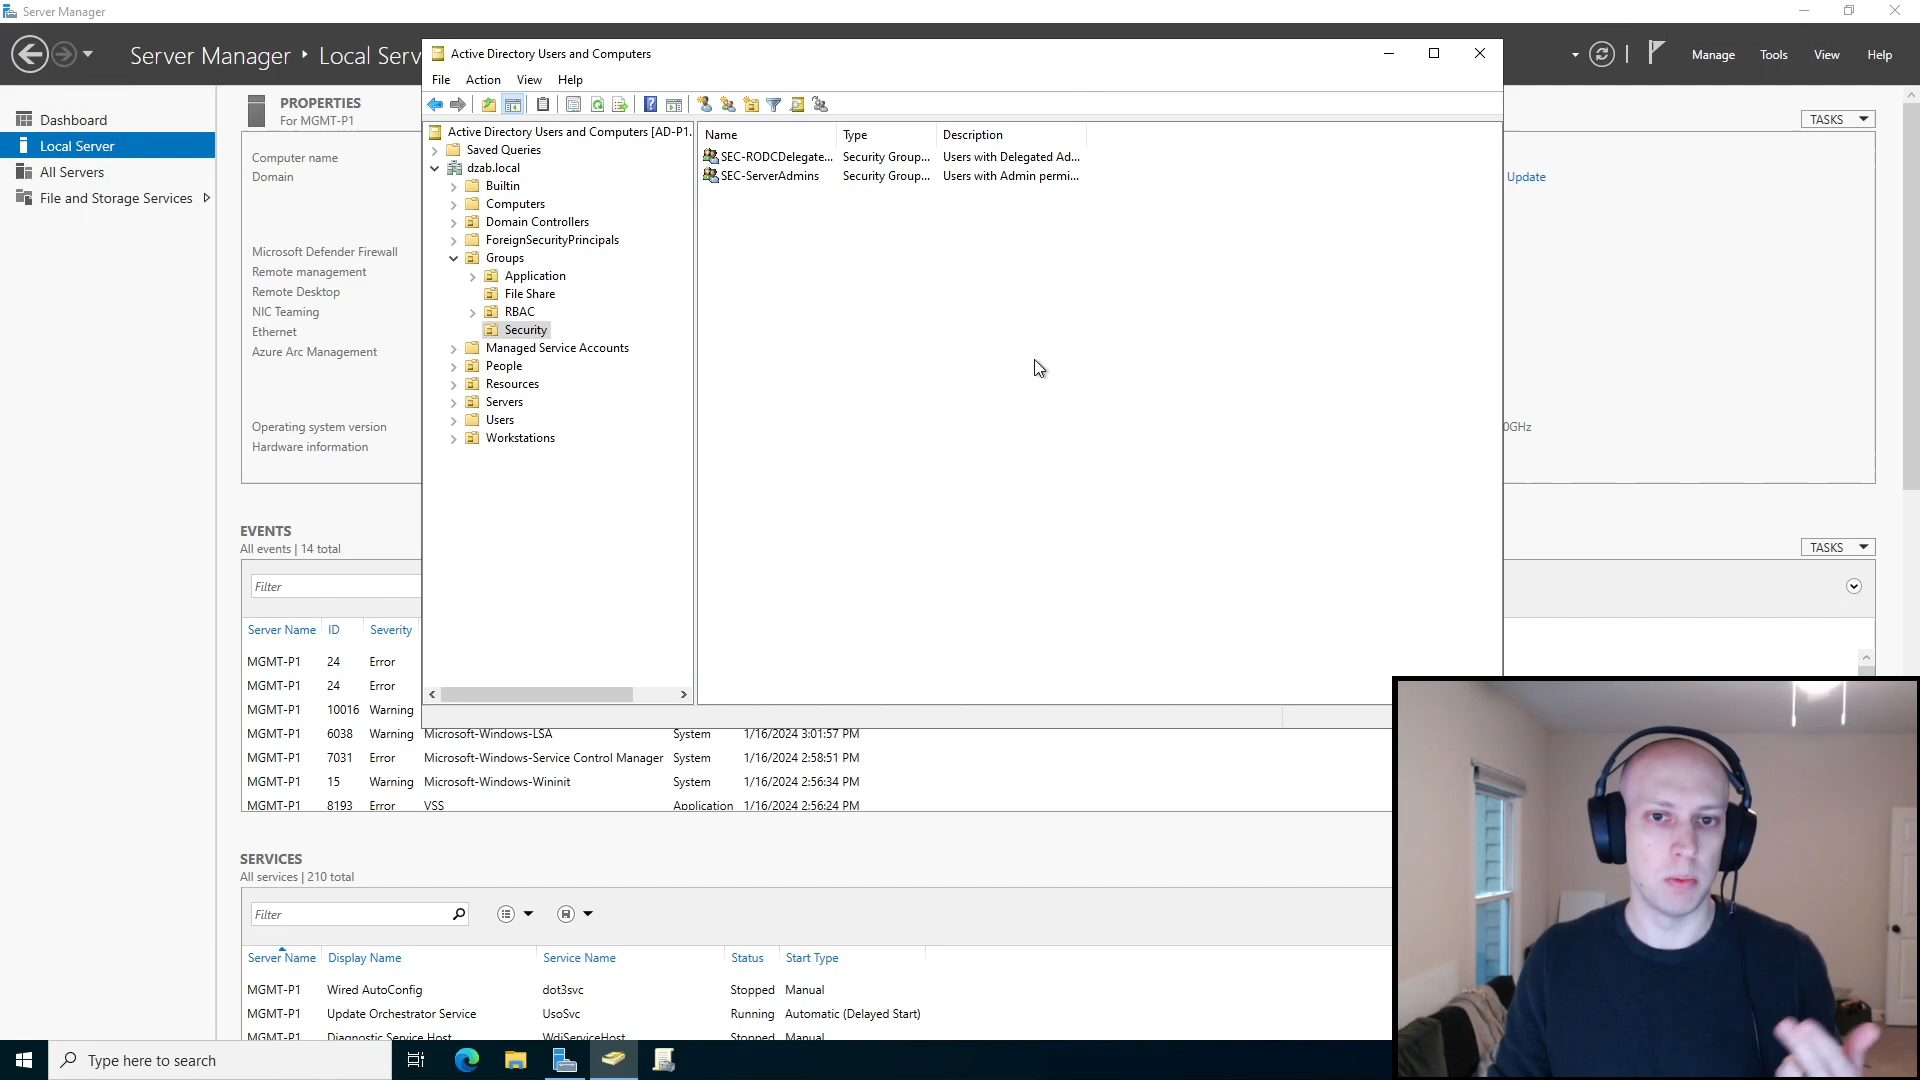 Server Manager
Server Manager
Local Serv
Manage
Tools
View
Help
Dashboard
Local Server
All Servers
File and Storage Services
PROPERTIES
For MGMT-P1
TASKS
Computer name
Domain
Microsoft Defender Firewall
Remote management
Remote Desktop
NIC Teaming
Ethernet
Azure Arc Management
Operating system version
Hardware information
Update
0GHz
Active Directory Users and Computers
File Action View Help
Active Directory Users and Computers [AD-P1.
Saved Queries
dzab.local
Builtin
Computers
Domain Controllers
ForeignSecurityPrincipals
Groups
Application
File Share
RBAC
Security
Managed Service Accounts
People
Resources
Servers
Users
Workstations
Name Type Description
SEC-RODCDelegate... Security Group... Users with Delegated Ad...
SEC-ServerAdmins Security Group... Users with Admin permi...
EVENTS
All events | 14 total
TASKS
Filter
Server Name ID Severity
MGMT-P1 24 Error
MGMT-P1 24 Error
MGMT-P1 10016 Warning
MGMT-P1 6038 Warning Microsoft-Windows-LSA System 1/16/2024 3:01:57 PM
MGMT-P1 7031 Error Microsoft-Windows-Service Control Manager System 1/16/2024 2:58:51 PM
MGMT-P1 15 Warning Microsoft-Windows-Wininit System 1/16/2024 2:56:34 PM
MGMT-P1 8193 Error VSS Application 1/16/2024 2:56:24 PM
SERVICES
All services | 210 total
Filter
Server Name Display Name Service Name Status Start Type
MGMT-P1 Wired AutoConfig dot3svc Stopped Manual
MGMT-P1 Update Orchestrator Service UsoSvc Running Automatic (Delayed Start)
MGMT-P1 Diagnostic Service Host WdiServiceHost Stopped Manual
Type here to search